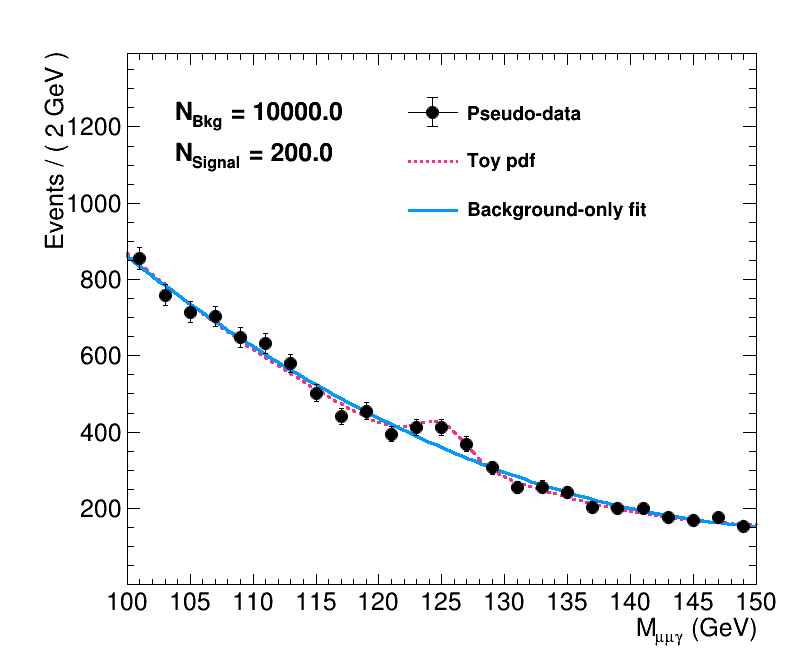 Events / ( 2 GeV )
N_Bkg = 10000.0
N_Signal = 200.0
Pseudo-data
Toy pdf
Background-only fit
1200
1000
800
600
400
200
100 105 110 115 120 125 130 135 140 145 150
M_μμγ (GeV)